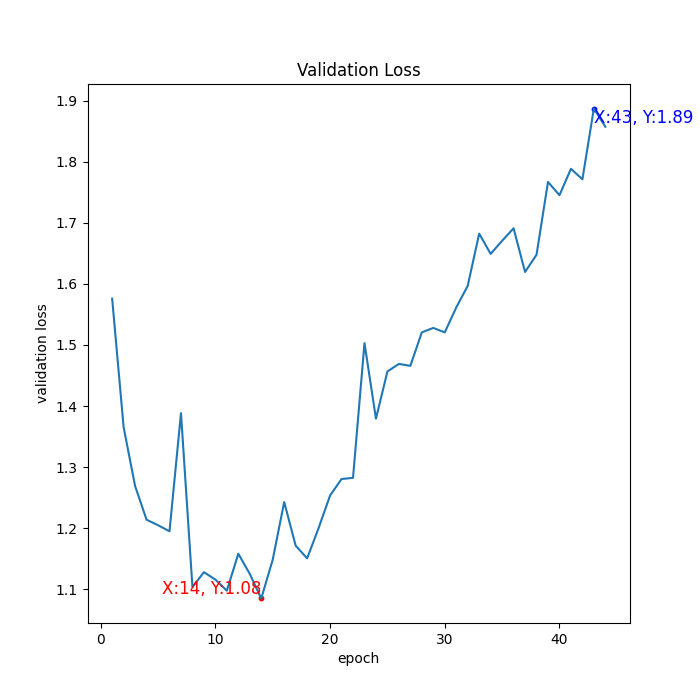 Validation Loss
validation loss
1.9
1.8
1.7
1.6
1.5
1.4
1.3
1.2
1.1
X:43, Y:1.89
X:14, Y:1.08
0 10 20 30 40
epoch